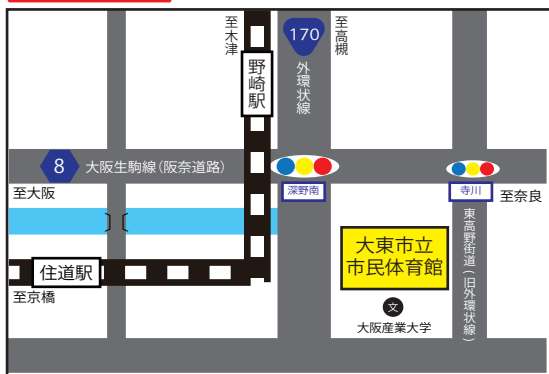 至木津
170
至高槻
野崎駅
外環状線
8
大阪生駒線(阪奈道路)
至大阪
深野南
寺川
至奈良
住道駅
至京橋
大東市立
市民体育館
文
大阪産業大学
東高野街道(旧外環状線)